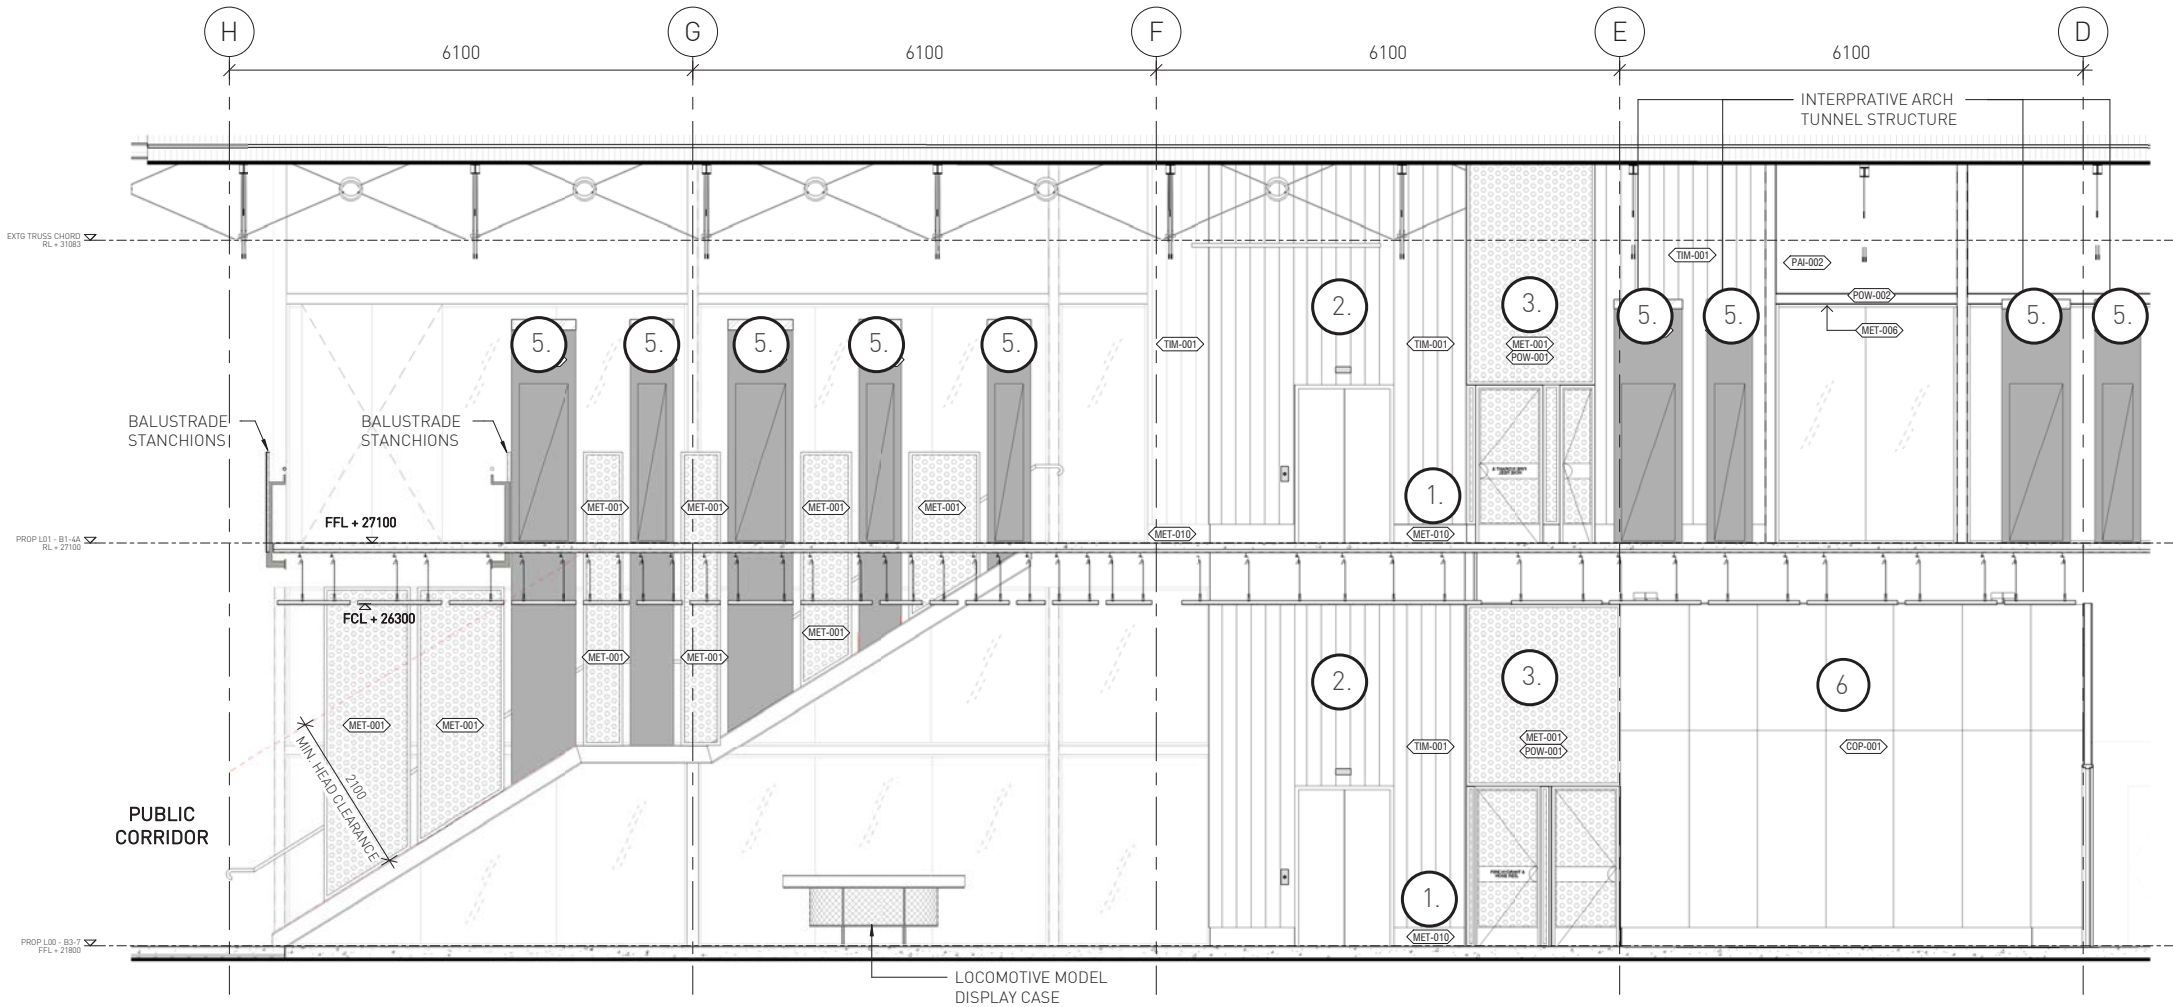 H
G
F
E
D
6100
6100
6100
6100
INTERPRATIVE ARCH
TUNNEL STRUCTURE
EXTG TRUSS CHORD
RL + 31083
TIM-001
PAI-002
POW-002
MET-006
2.
3.
5.
5.
5.
5.
5.
5.
5.
5.
5.
TIM-001
TIM-001
MET-001
POW-001
BALUSTRADE
STANCHIONS
BALUSTRADE
STANCHIONS
MET-001
MET-001
MET-001
MET-001
1.
FFL + 27100
MET-010
MET-010
PROP L01 - B1-4A
RL + 27100
FCL + 26300
MET-001
MET-001
MET-001
2.
3.
6
MET-001
MET-001
MET-001
POW-001
TIM-001
COP-001
2100
MIN. HEAD CLEARANCE
PUBLIC
CORRIDOR
FIRE HYDRANT &
HOSE REEL
1.
MET-010
PROP L00 - B3-7
FFL + 21800
LOCOMOTIVE MODEL
DISPLAY CASE